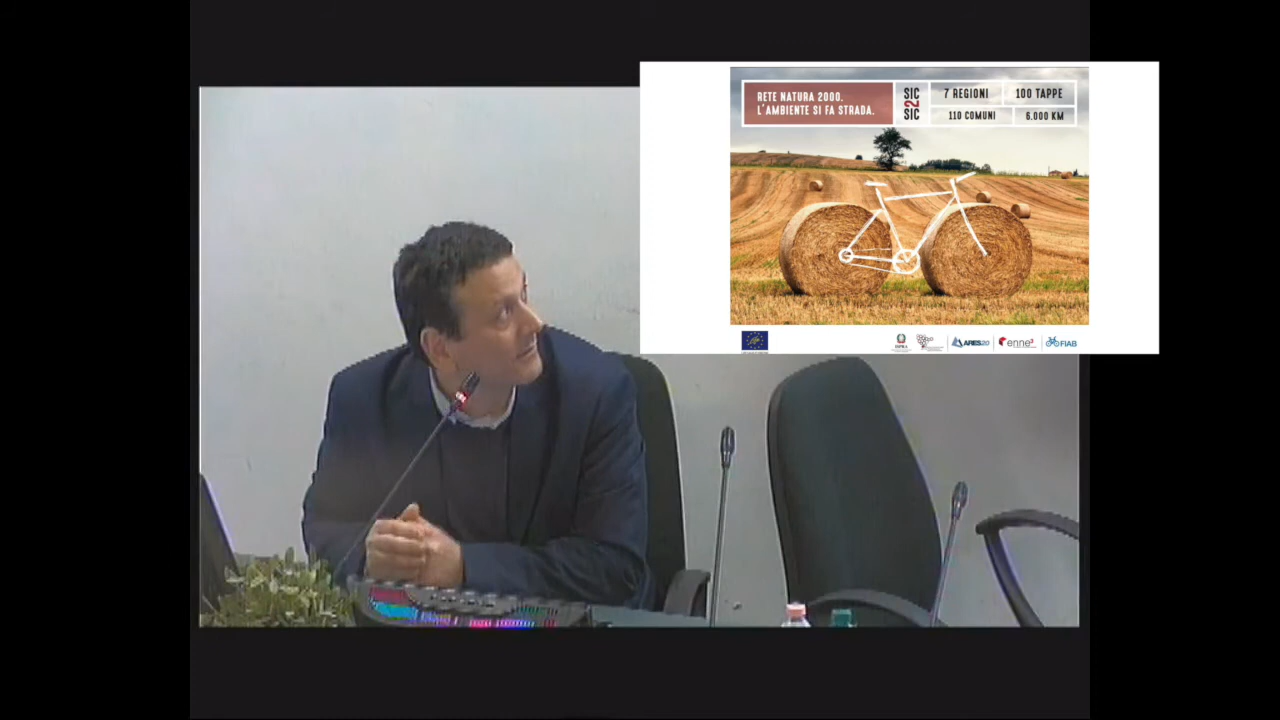 RETE NATURA 2000.
L'AMBIENTE SI FA STRADA.
SIC
2
SIC
7 REGIONI
100 TAPPE
110 COMUNI
6.000 KM
ISPRA
ARES2.0
enne3
FIAB